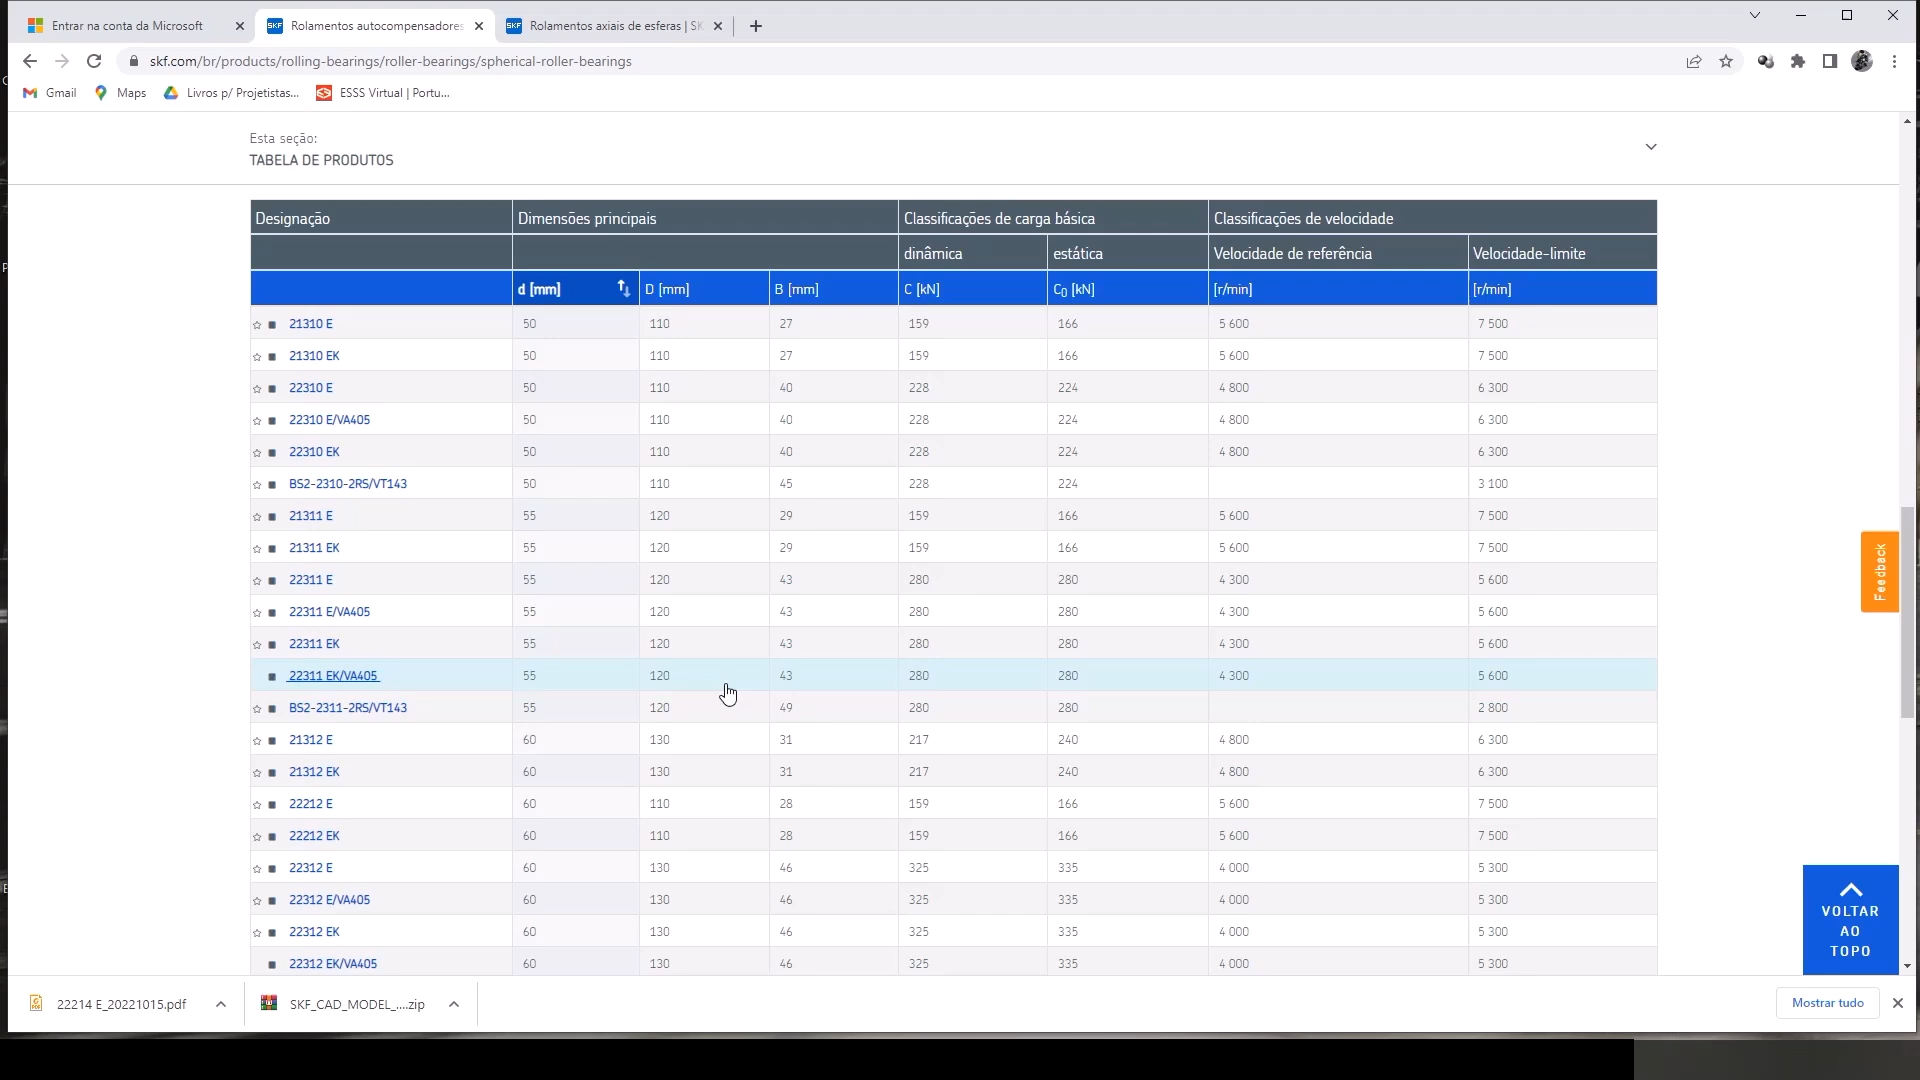 Entrar na conta da Microsoft
SKF Rolamentos autocompensadores
SKF Rolamentos axiais de esferas | SK
skf.com/br/products/rolling-bearings/roller-bearings/spherical-roller-bearings
Gmail Maps Livros p/ Projetistas... ESSS Virtual | Portu...
Esta seção:
TABELA DE PRODUTOS
Designação Dimensões principais Classificações de carga básica Classificações de velocidade
dinâmica estática Velocidade de referência Velocidade-limite
d [mm] D [mm] B [mm] C [kN] C0 [kN] [r/min] [r/min]
21310 E 50 110 27 159 166 5 600 7 500
21310 EK 50 110 27 159 166 5 600 7 500
22310 E 50 110 40 228 224 4 800 6 300
22310 E/VA405 50 110 40 228 224 4 800 6 300
22310 EK 50 110 40 228 224 4 800 6 300
BS2-2310-2RS/VT143 50 110 45 228 224 3 100
21311 E 55 120 29 159 166 5 600 7 500
21311 EK 55 120 29 159 166 5 600 7 500
22311 E 55 120 43 280 280 4 300 5 600
22311 E/VA405 55 120 43 280 280 4 300 5 600
22311 EK 55 120 43 280 280 4 300 5 600
22311 EK/VA405 55 120 43 280 280 4 300 5 600
BS2-2311-2RS/VT143 55 120 49 280 280 2 800
21312 E 60 130 31 217 240 4 800 6 300
21312 EK 60 130 31 217 240 4 800 6 300
22212 E 60 110 28 159 166 5 600 7 500
22212 EK 60 110 28 159 166 5 600 7 500
22312 E 60 130 46 325 335 4 000 5 300
22312 E/VA405 60 130 46 325 335 4 000 5 300
22312 EK 60 130 46 325 335 4 000 5 300
22312 EK/VA405 60 130 46 325 335 4 000 5 300
Feedback
VOLTAR
AO
TOPO
22214 E_20221015.pdf
SKF_CAD_MODEL_....zip
Mostrar tudo